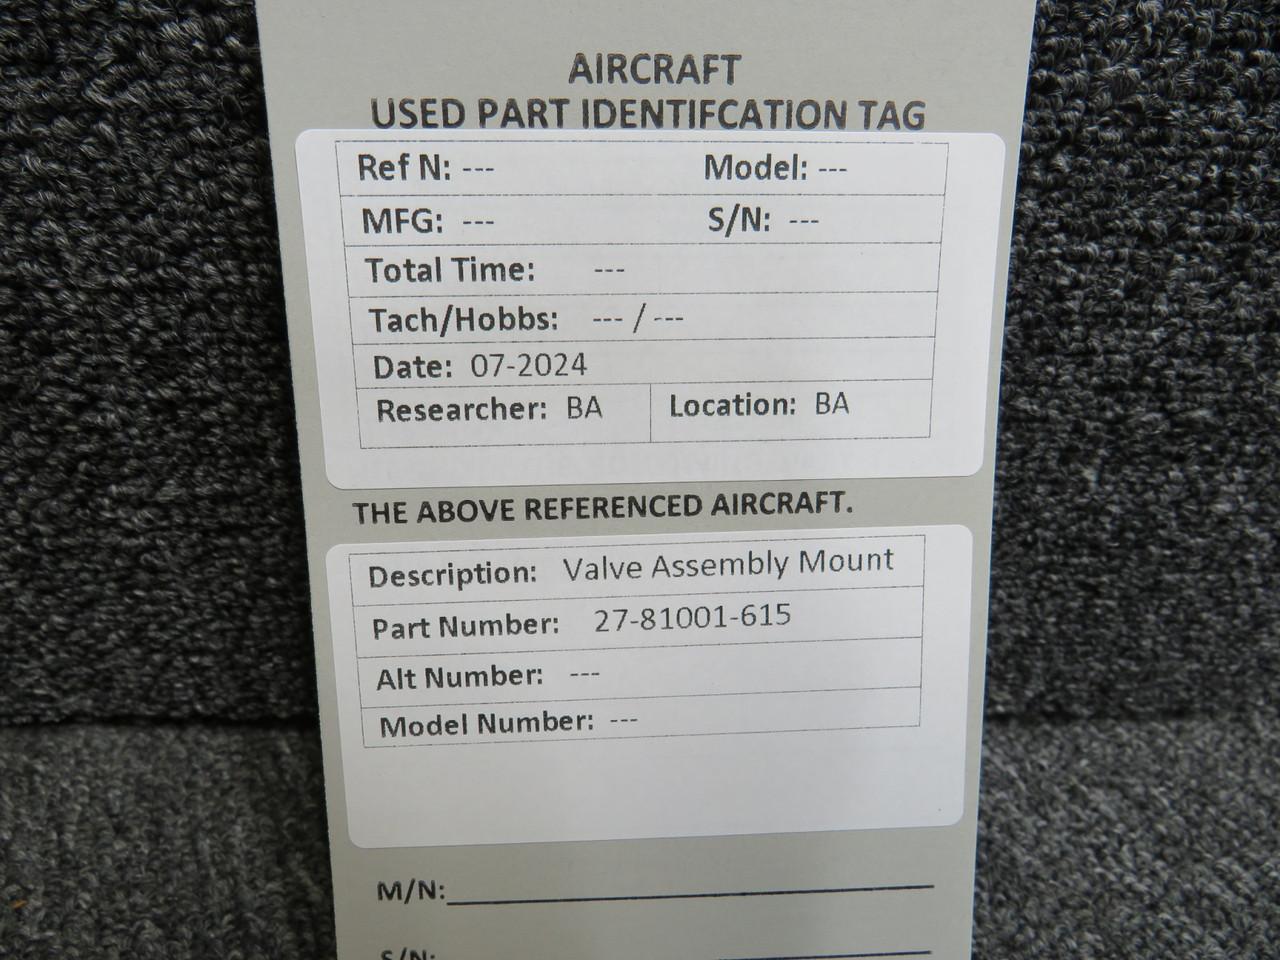 AIRCRAFT
USED PART IDENTIFCATION TAG
Ref N: --- Model: ---
MFG: --- S/N: ---
Total Time: ---
Tach/Hobbs: --- / ---
Date: 07-2024
Researcher: BA Location: BA
THE ABOVE REFERENCED AIRCRAFT.
Description: Valve Assembly Mount
Part Number: 27-81001-615
Alt Number: ---
Model Number: ---
M/N:
S/N: